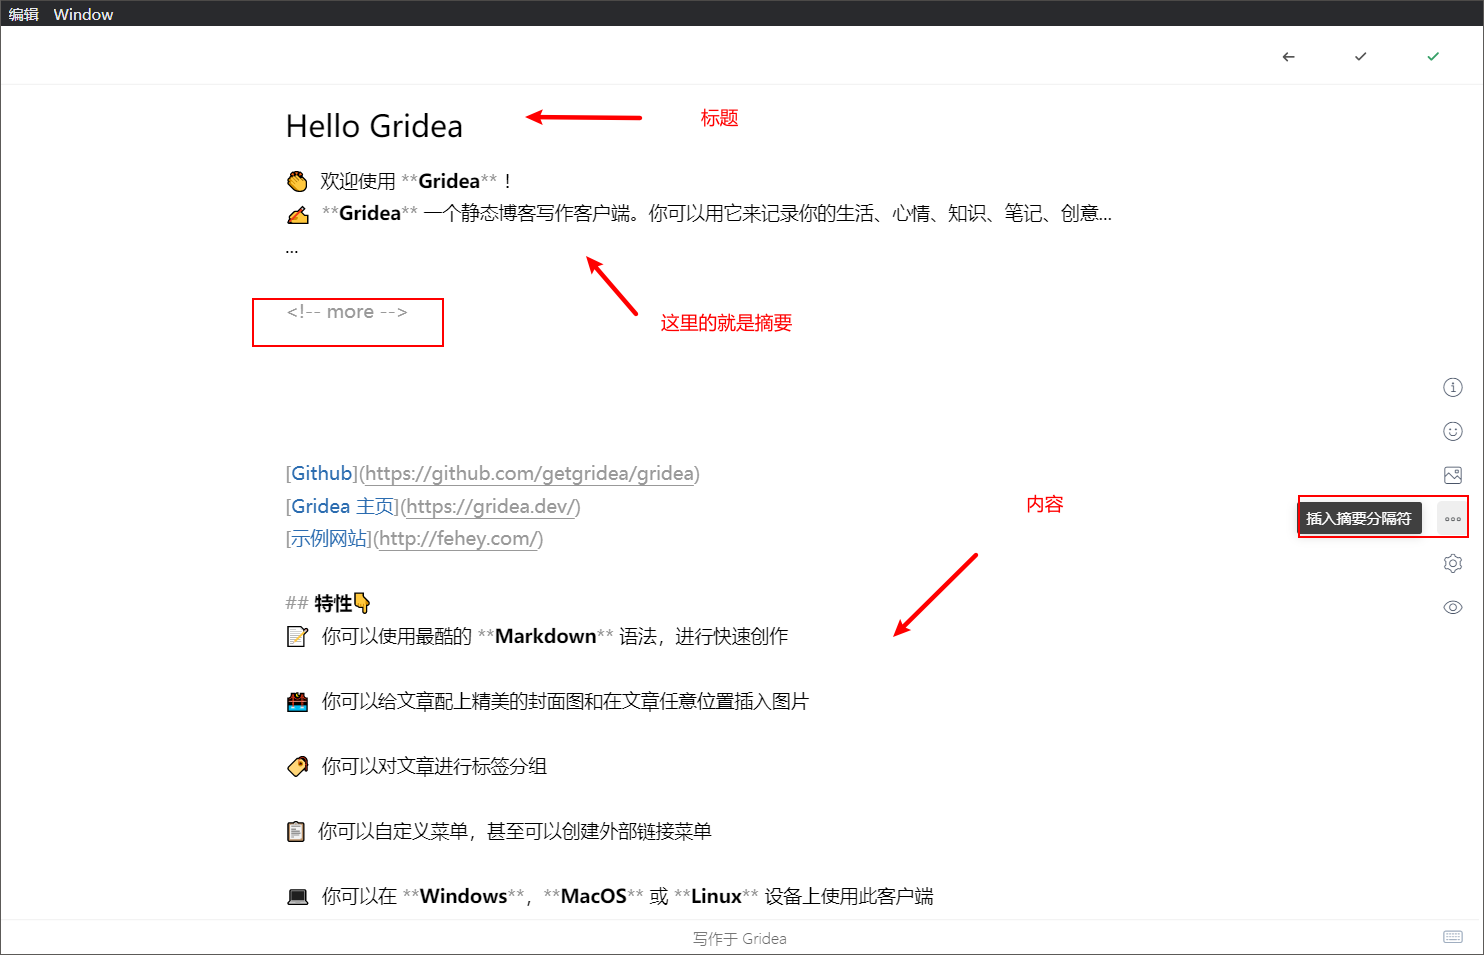 编辑 Window
Hello Gridea
标题
👏 欢迎使用 **Gridea** ！
✍️ **Gridea** 一个静态博客写作客户端。你可以用它来记录你的生活、心情、知识、笔记、创意...
...
<!-- more -->
这里的就是摘要
[Github](https://github.com/getgridea/gridea)
[Gridea 主页](https://gridea.dev/)
[示例网站](http://fehey.com/)
内容
插入摘要分隔符
## 特性👇
📝 你可以使用最酷的 **Markdown** 语法，进行快速创作
🌉 你可以给文章配上精美的封面图和在文章任意位置插入图片
🏷️ 你可以对文章进行标签分组
📋 你可以自定义菜单，甚至可以创建外部链接菜单
💻 你可以在 **Windows**，**MacOS** 或 **Linux** 设备上使用此客户端
写作于 Gridea